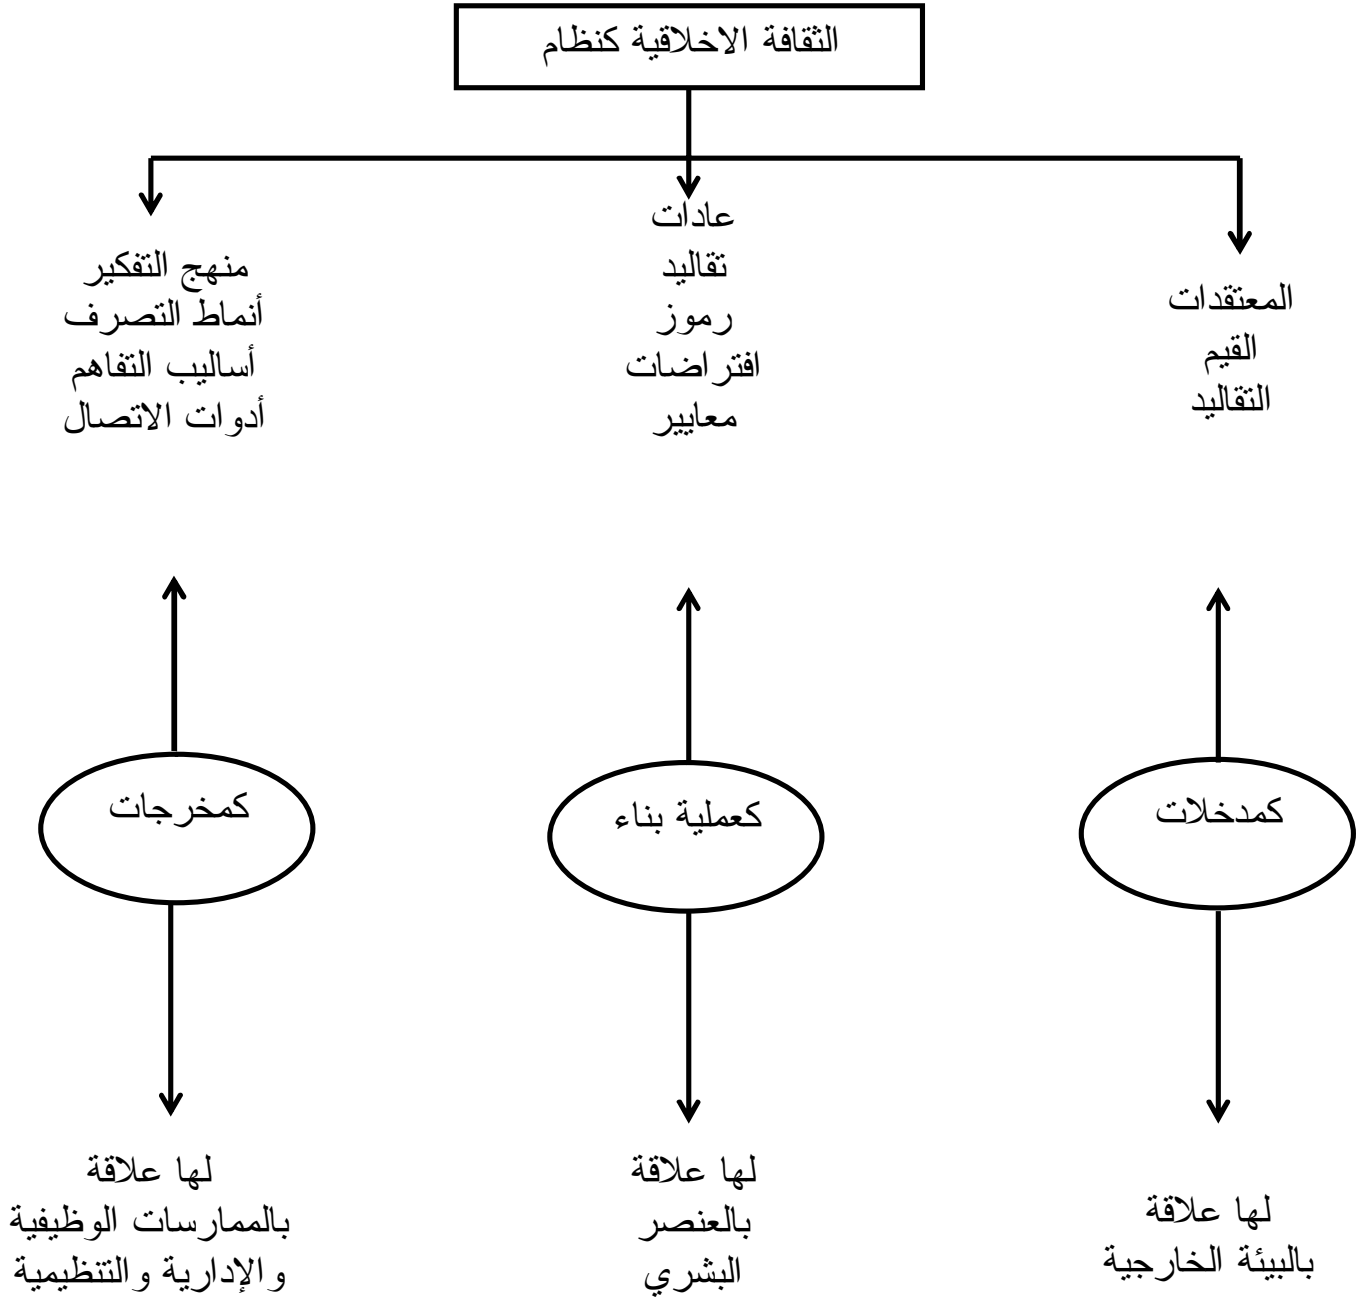 الثقافة الاخلاقية كنظام
المعتقدات
القيم
التقاليد
عادات
تقاليد
رموز
افتراضات
معايير
منهج التفكير
أنماط التصرف
أساليب التفاهم
أدوات الاتصال
كمدخلات
كعملية بناء
كمخرجات
لها علاقة
بالبيئة الخارجية
لها علاقة
بالعنصر
البشري
لها علاقة
بالممارسات الوظيفية
والإدارية والتنظيمية